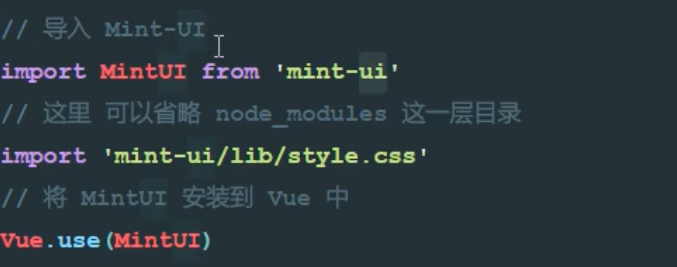 // 导入 Mint-UI
import MintUI from 'mint-ui'
// 这里 可以省略 node_modules 这一层目录
import 'mint-ui/lib/style.css'
// 将 MintUI 安装到 Vue 中
Vue.use(MintUI)